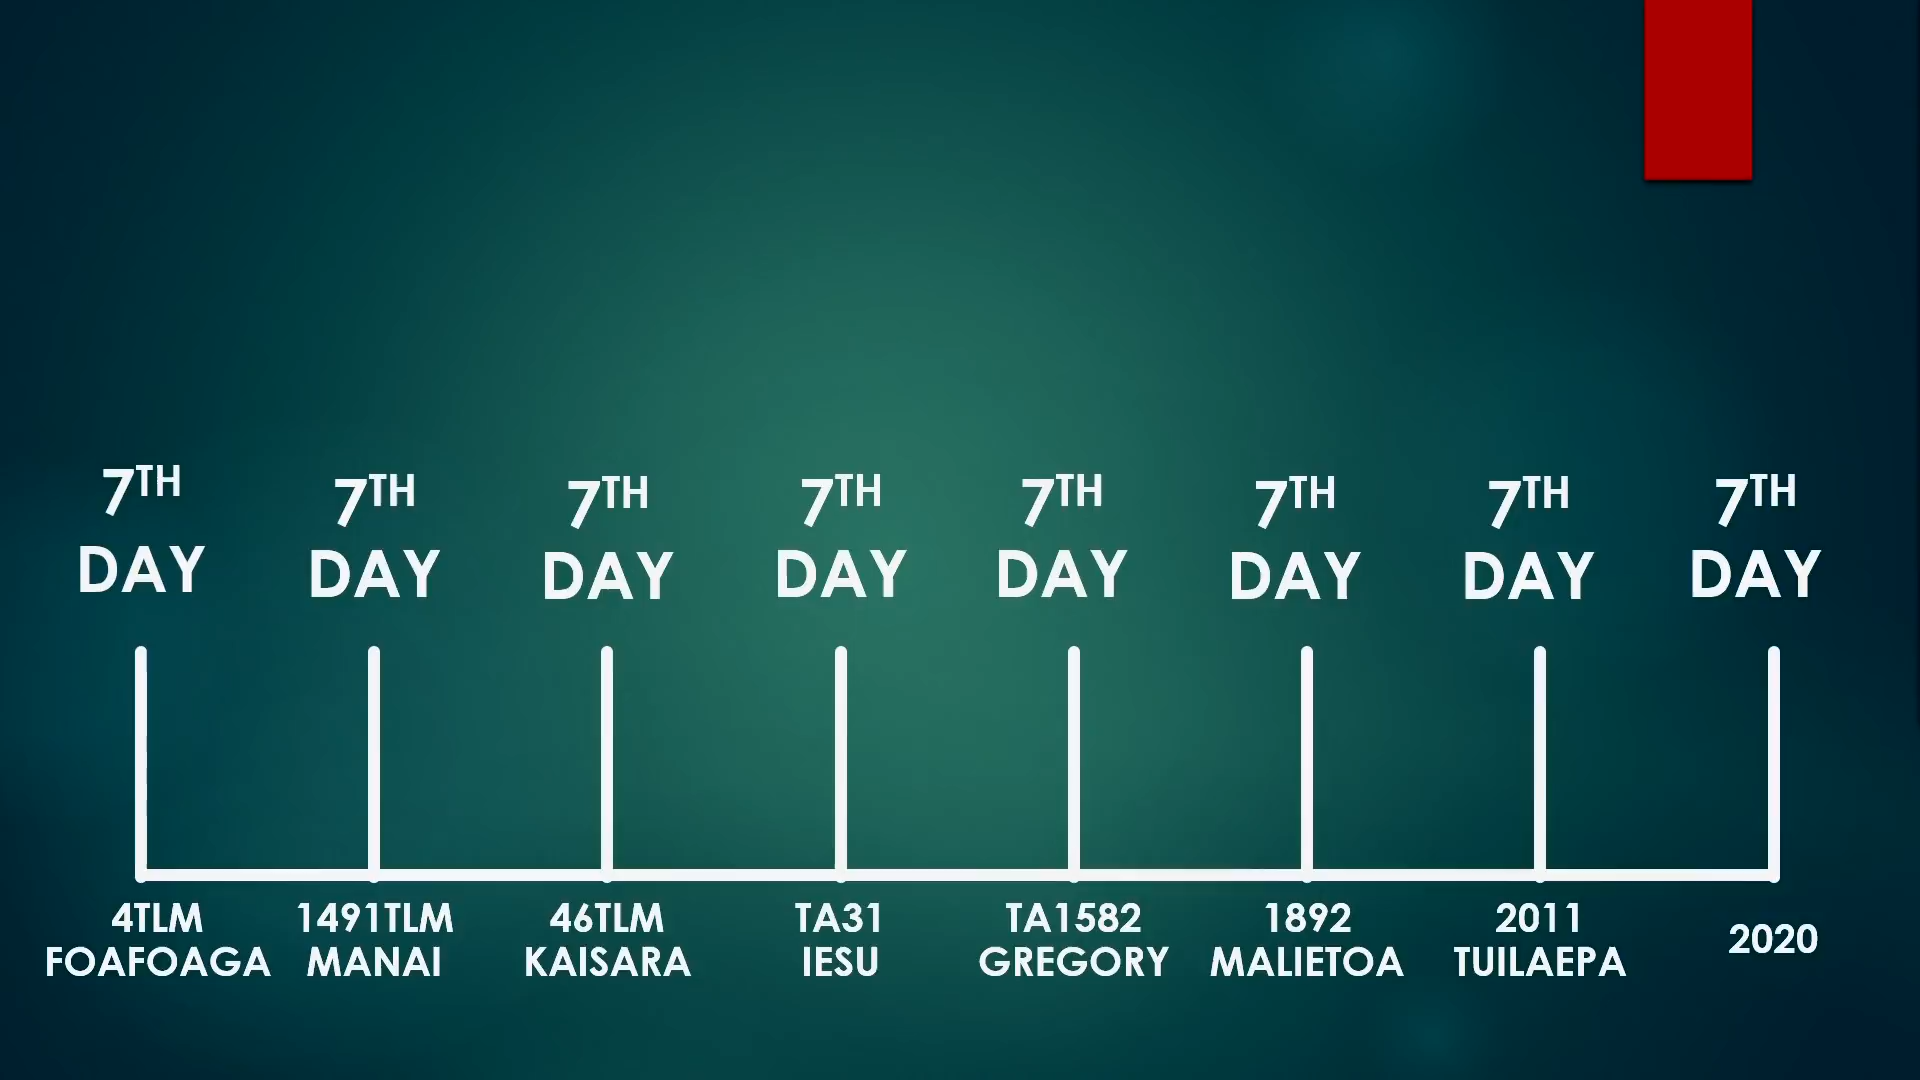 7TH
DAY
7TH
DAY
7TH
DAY
7TH
DAY
7TH
DAY
7TH
DAY
7TH
DAY
7TH
DAY
4TLM
FOAFOAGA
1491TLM
MANAI
46TLM
KAISARA
TA31
IESU
TA1582
GREGORY
1892
MALIETOA
2011
TUILAEPA
2020